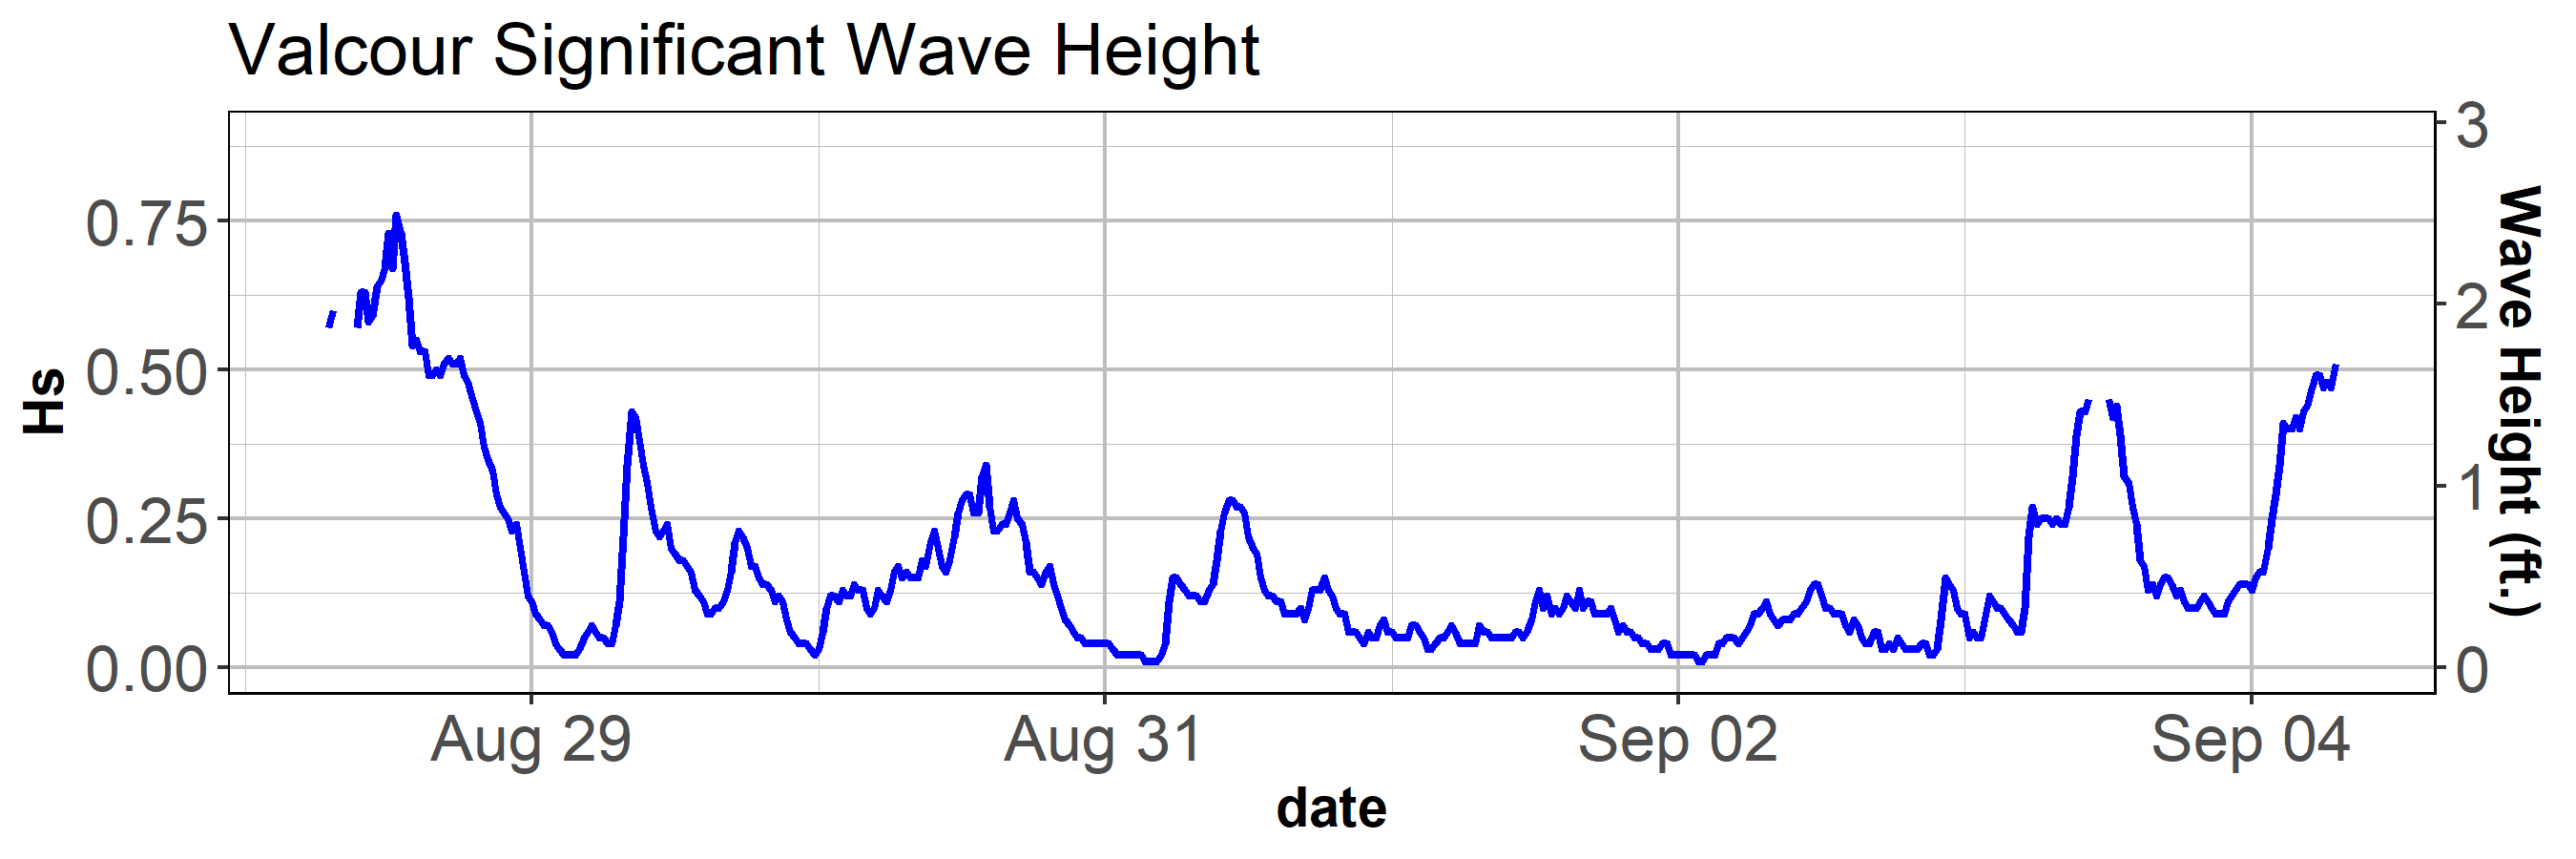 Valcour Significant Wave Height
Hs
0.75
0.50
0.25
0.00
3
2
1
0
Wave Height (ft.)
Aug 29
Aug 31
Sep 02
Sep 04
date